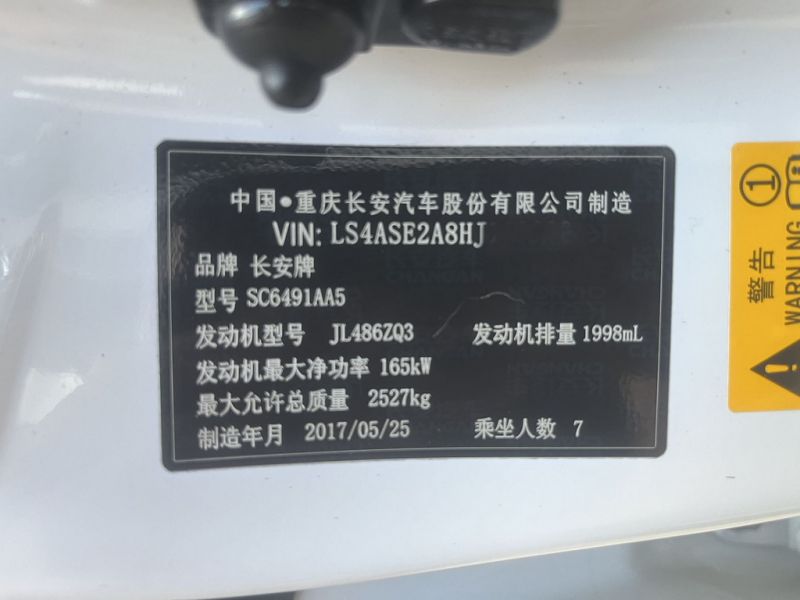 中国•重庆长安汽车股份有限公司制造
VIN: LS4ASE2A8HJ
品牌 长安牌
型号 SC6491AA5
发动机型号 JL486ZQ3 发动机排量 1998mL
发动机最大净功率 165kW
最大允许总质量 2527kg
制造年月 2017/05/25 乘坐人数 7
①
警告
WARNING